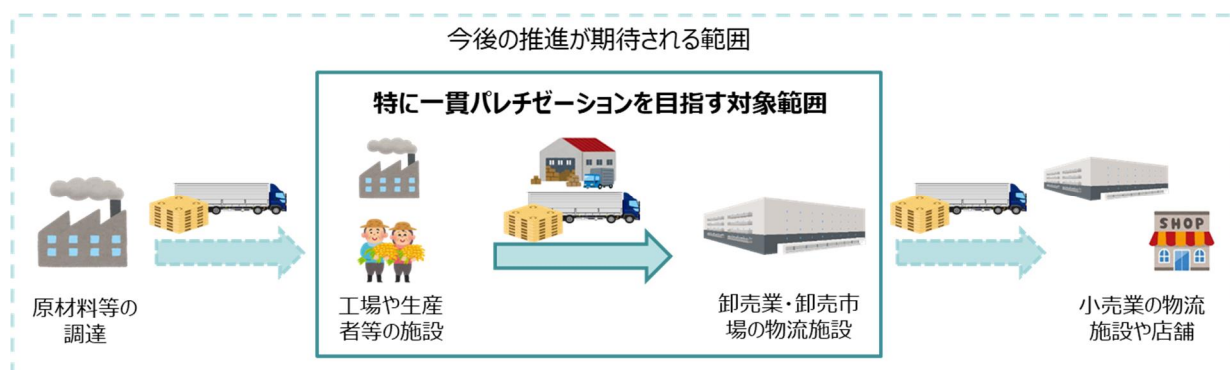 今後の推進が期待される範囲
特に一貫パレチゼーションを目指す対象範囲
原材料等の
調達
工場や生産
者等の施設
卸売業・卸売市
場の物流施設
SHOP
小売業の物流
施設や店舗